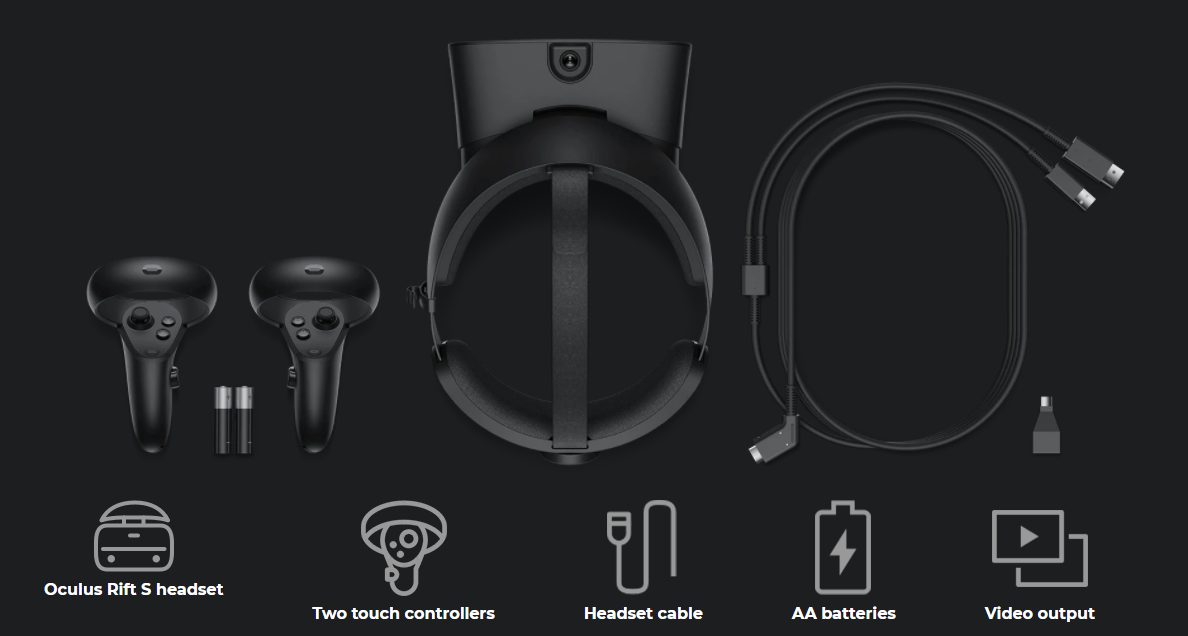 Oculus Rift S headset
Two touch controllers
Headset cable
AA batteries
Video output